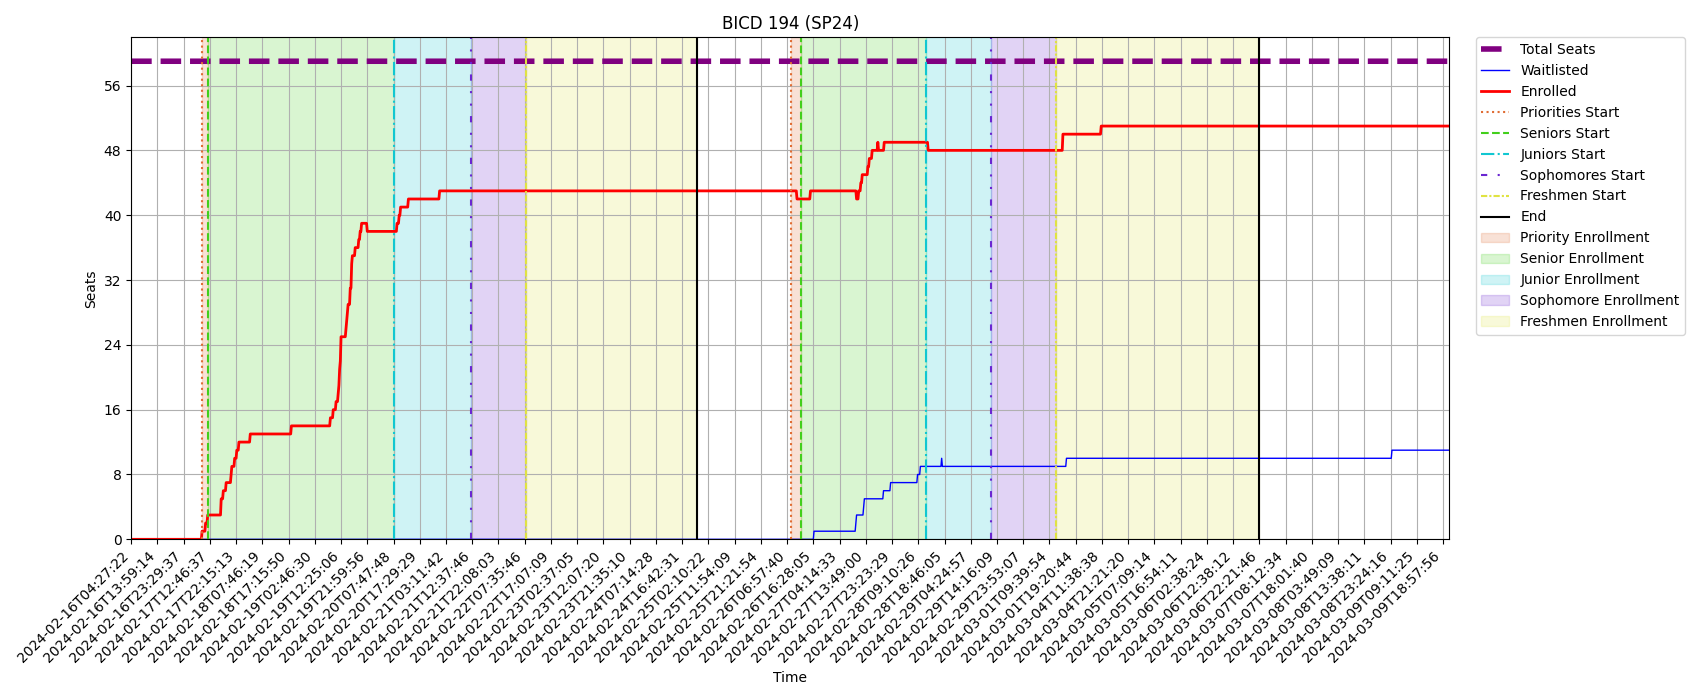 BICD 194 (SP24)
Total Seats
Waitlisted
Enrolled
Priorities Start
Seniors Start
Juniors Start
Sophomores Start
Freshmen Start
End
Priority Enrollment
Senior Enrollment
Junior Enrollment
Sophomore Enrollment
Freshmen Enrollment
Seats
56
48
40
32
24
16
8
0
2024-02-16T04:27:22
2024-02-16T13:59:14
2024-02-16T23:29:37
2024-02-17T12:46:37
2024-02-17T22:15:13
2024-02-18T07:46:19
2024-02-18T17:15:50
2024-02-19T02:46:30
2024-02-19T12:25:06
2024-02-19T21:59:56
2024-02-20T07:47:48
2024-02-20T17:29:29
2024-02-21T03:11:42
2024-02-21T12:37:46
2024-02-21T22:08:03
2024-02-22T07:35:46
2024-02-22T17:07:09
2024-02-23T02:37:05
2024-02-23T12:07:20
2024-02-23T21:35:10
2024-02-24T07:14:28
2024-02-24T16:42:31
2024-02-25T02:10:22
2024-02-25T11:54:09
2024-02-25T21:21:54
2024-02-26T06:57:40
2024-02-26T16:28:05
2024-02-27T04:14:33
2024-02-27T13:49:00
2024-02-27T23:23:29
2024-02-28T09:10:26
2024-02-28T18:46:05
2024-02-29T04:24:57
2024-02-29T14:16:09
2024-02-29T23:53:07
2024-03-01T09:39:54
2024-03-01T19:20:44
2024-03-04T11:38:38
2024-03-04T21:21:20
2024-03-05T07:09:14
2024-03-05T16:54:11
2024-03-06T02:38:24
2024-03-06T12:38:12
2024-03-06T22:21:46
2024-03-07T08:12:34
2024-03-07T18:01:40
2024-03-08T03:49:09
2024-03-08T13:38:11
2024-03-08T23:24:16
2024-03-09T09:11:25
2024-03-09T18:57:56
Time